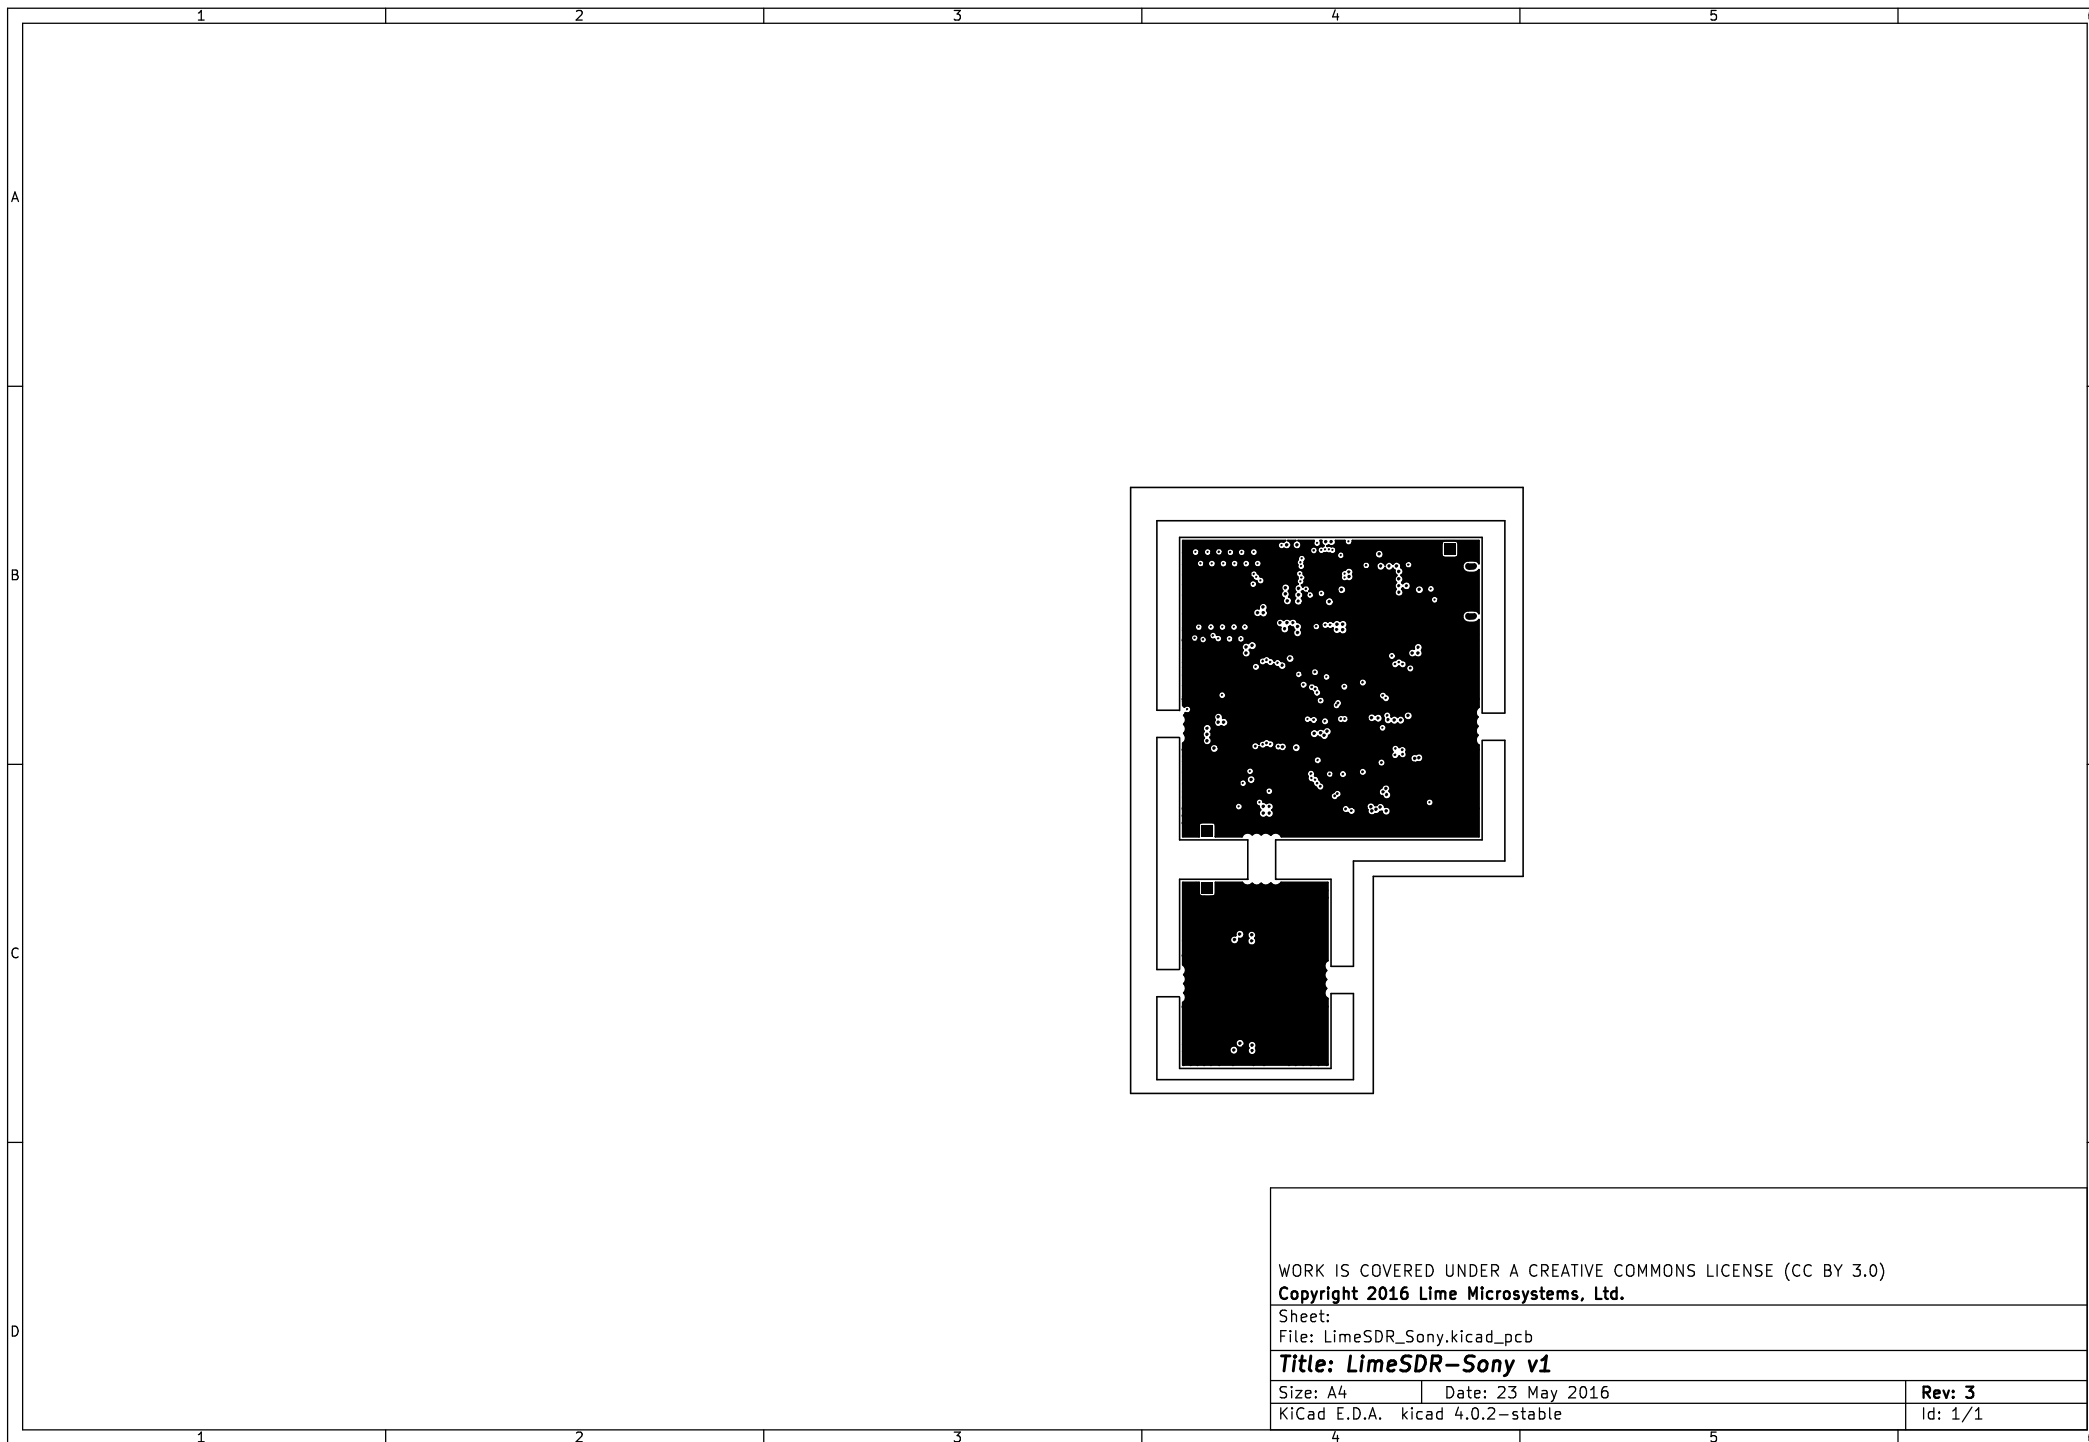 1 2 3 4 5
A
B
C
D
WORK IS COVERED UNDER A CREATIVE COMMONS LICENSE (CC BY 3.0)
Copyright 2016 Lime Microsystems, Ltd.
Sheet:
File: LimeSDR_Sony.kicad_pcb
Title: LimeSDR-Sony v1
Size: A4 Date: 23 May 2016 Rev: 3
KiCad E.D.A. kicad 4.0.2-stable Id: 1/1
1 2 3 4 5